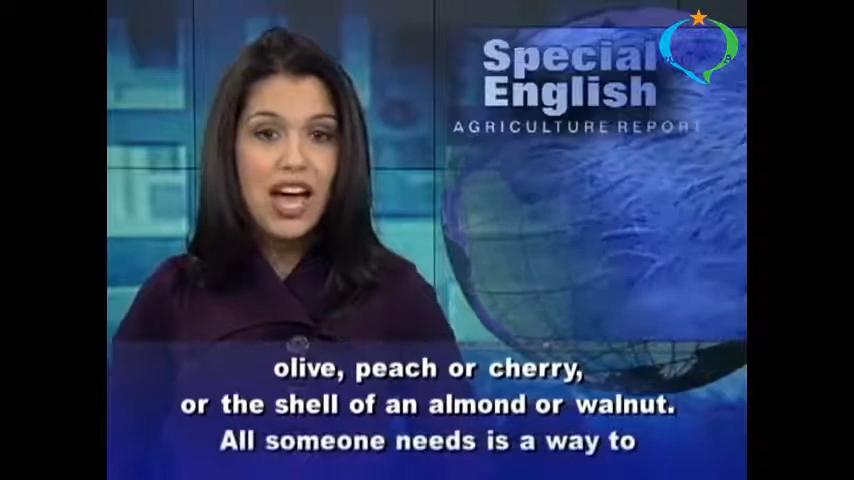 Special
English
AGRICULTURE REPORT
olive, peach or cherry,
or the shell of an almond or walnut.
All someone needs is a way to